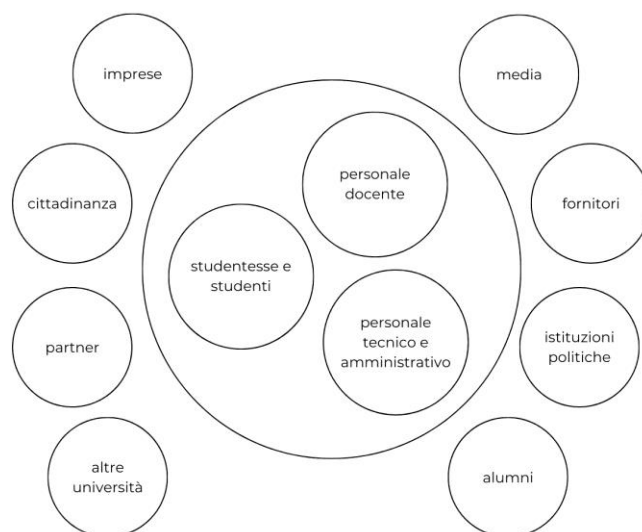 imprese
media
personale
docente
cittadinanza
fornitori
studentesse e
studenti
personale
tecnico e
amministrativo
partner
istituzioni
politiche
altre
università
alumni